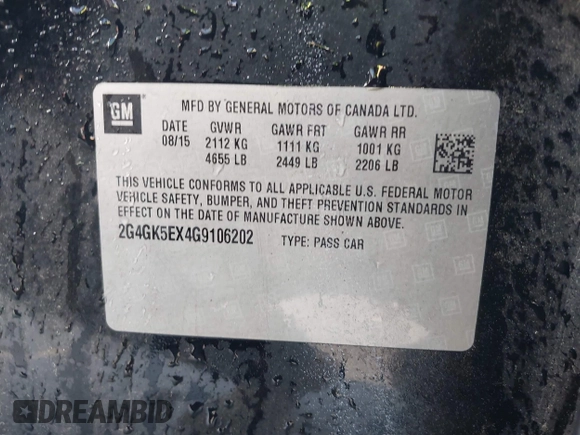 GM
MFD BY GENERAL MOTORS OF CANADA LTD.
DATE GVWR GAWR FRT GAWR RR
08/15 2112 KG 1111 KG 1001 KG
4655 LB 2449 LB 2206 LB
THIS VEHICLE CONFORMS TO ALL APPLICABLE U.S. FEDERAL MOTOR
VEHICLE SAFETY, BUMPER, AND THEFT PREVENTION STANDARDS IN
EFFECT ON THE DATE OF MANUFACTURE SHOWN ABOVE.
2G4GK5EX4G9106202 TYPE: PASS CAR
DREAMBID